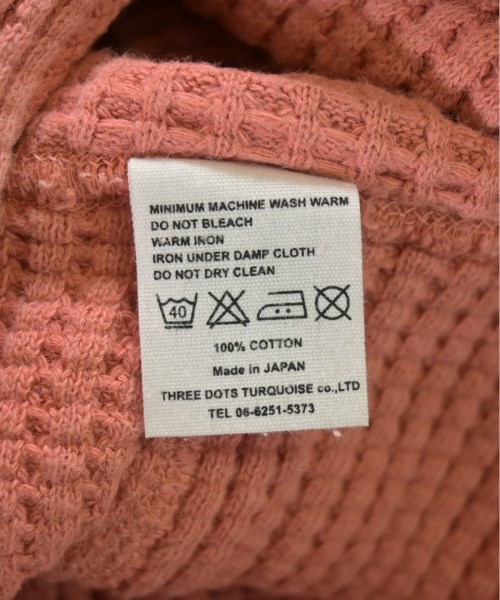 MINIMUM MACHINE WASH WARM
DO NOT BLEACH
WARM IRON
IRON UNDER DAMP CLOTH
DO NOT DRY CLEAN
40
100% COTTON
Made in JAPAN
THREE DOTS TURQUOISE co.,LTD
TEL 06-6251-5373